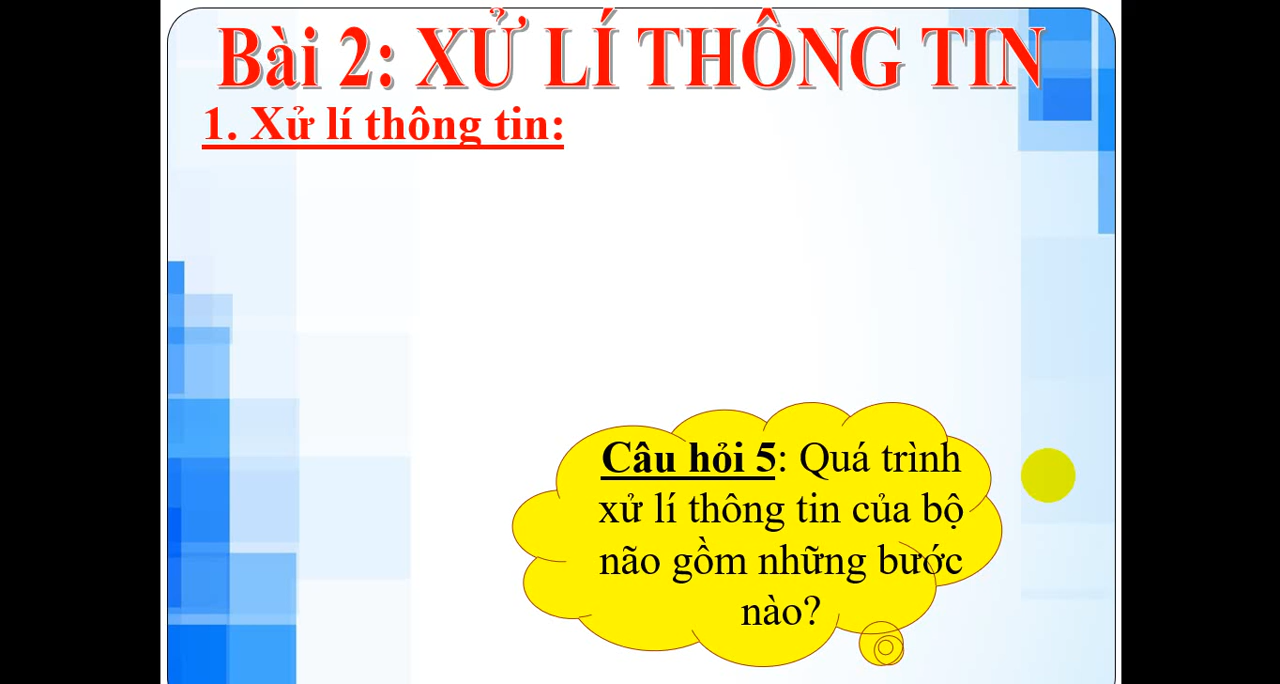 Bài 2: XỬ LÍ THÔNG TIN
1. Xử lí thông tin:
Câu hỏi 5: Quá trình
xử lí thông tin của bộ
não gồm những bước
nào?